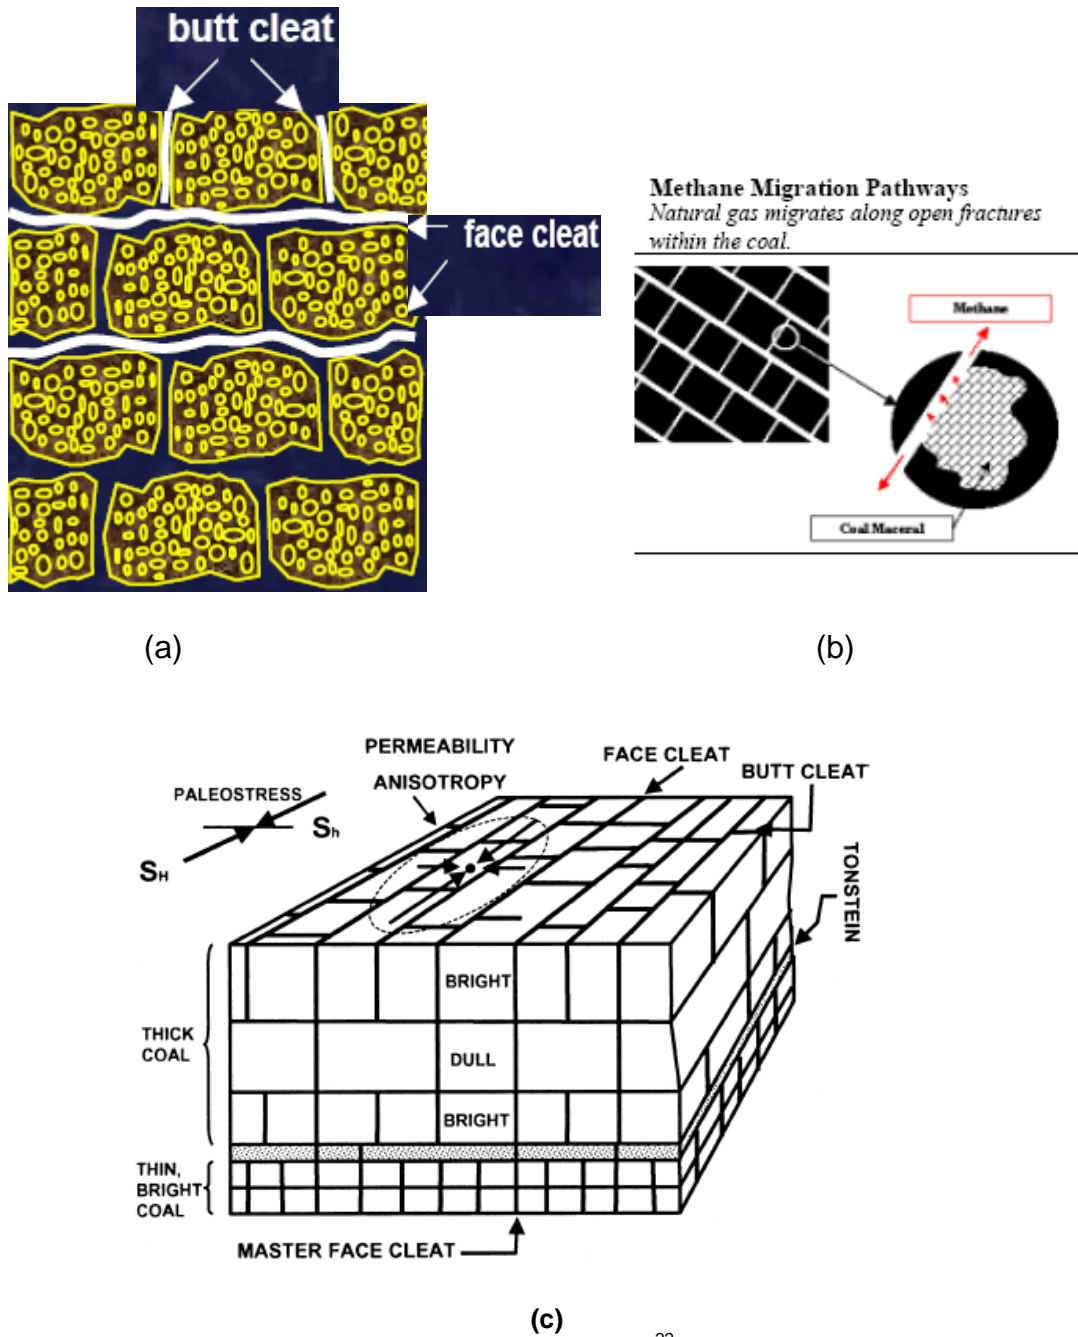 butt cleat
face cleat
Methane Migration Pathways
Natural gas migrates along open fractures
within the coal.
Methane
Coal Maceral
(a)
(b)
PERMEABILITY
ANISOTROPY
FACE CLEAT
BUTT CLEAT
PALEOSTRESS
Sh
SH
TONSTEIN
BRIGHT
THICK
COAL
DULL
BRIGHT
THIN,
BRIGHT
COAL
MASTER FACE CLEAT
(c)